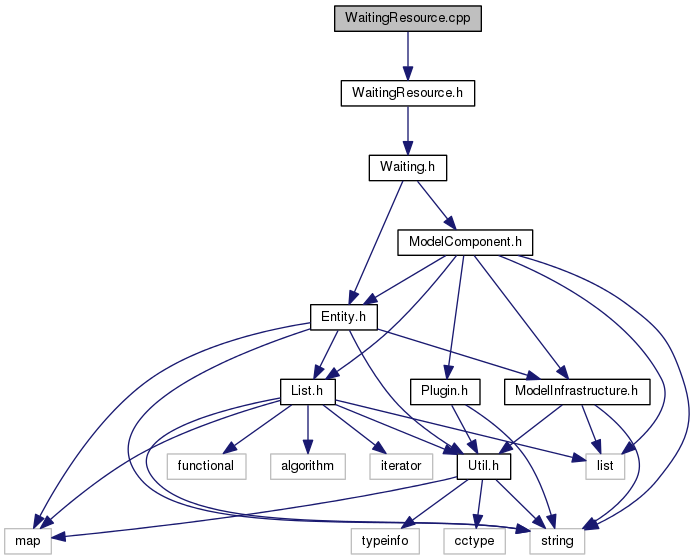 WaitingResource.cpp
WaitingResource.h
Waiting.h
ModelComponent.h
Entity.h
List.h
Plugin.h
ModelInfrastructure.h
functional
algorithm
iterator
Util.h
list
map
typeinfo
cctype
string